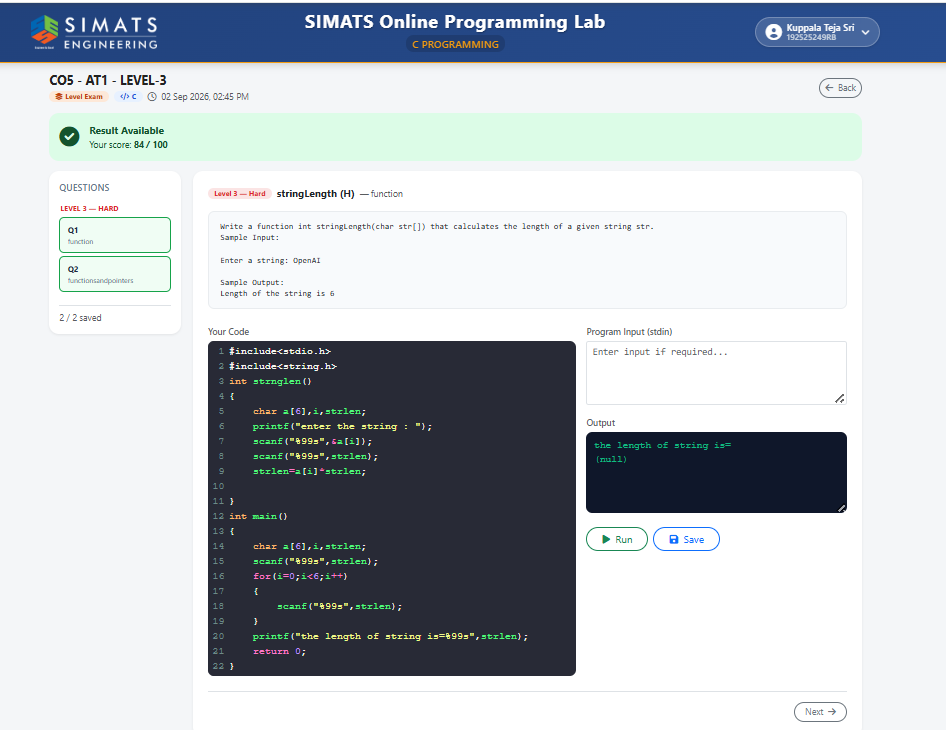 SIMATS
ENGINEERING
SIMATS Online Programming Lab
C PROGRAMMING
Kuppala Teja Sri
192525249RB
CO5 - AT1 - LEVEL-3
Level Exam
</> C
02 Sep 2026, 02:45 PM
← Back
Result Available
Your score: 84 / 100
QUESTIONS
LEVEL 3 — HARD
Q1
function
Q2
functionsandpointers
2 / 2 saved
Level 3 — Hard stringLength (H) — function
Write a function int stringLength(char str[]) that calculates the length of a given string str.
Sample Input:
Enter a string: OpenAI
Sample Output:
Length of the string is 6
Your Code
1 #include<stdio.h>
2 #include<string.h>
3 int strnglen()
4 {
5     char a[6],i,strlen;
6     printf("enter the string : ");
7     scanf("%99s",&a[i]);
8     scanf("%99s",strlen);
9     strlen=a[i]*strlen;
10
11 }
12 int main()
13 {
14     char a[6],i,strlen;
15     scanf("%99s",strlen);
16     for(i=0;i<6;i++)
17     {
18         scanf("%99s",strlen);
19     }
20     printf("the length of string is=%99s",strlen);
21     return 0;
22 }
Program Input (stdin)
Enter input if required...
Output
the length of string is=
(null)
Run
Save
Next →